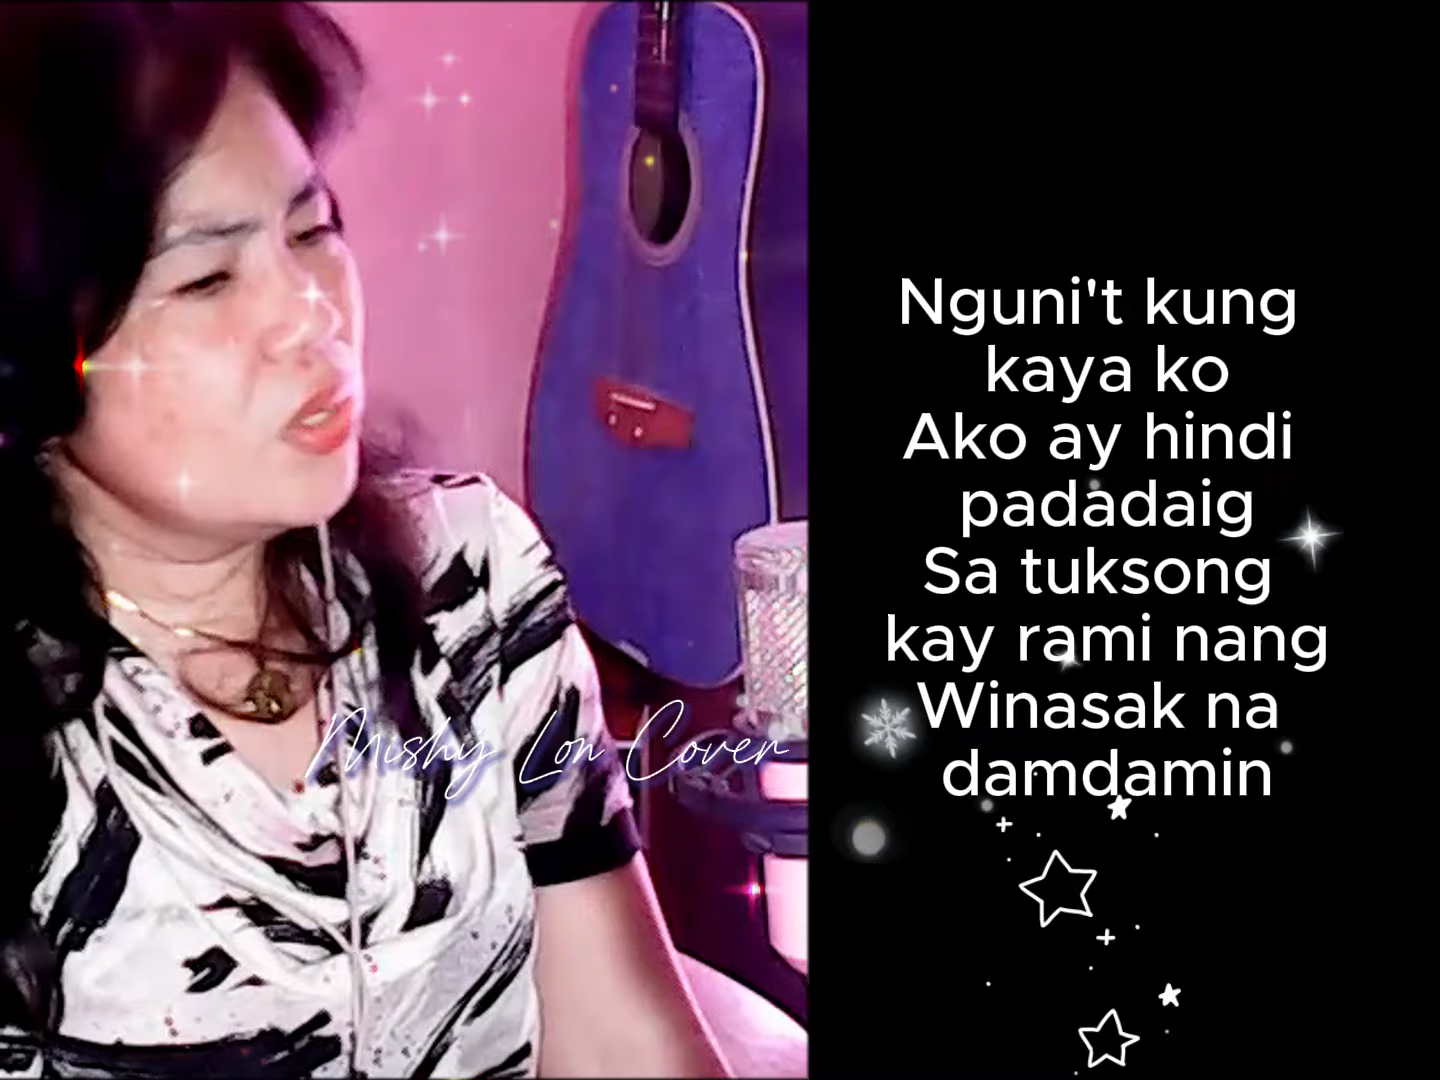 Nguni't kung
kaya ko
Ako ay hindi
padadaig
Sa tuksong
kay rami nang
Winasak na
damdamin
Mishy Lon Cover